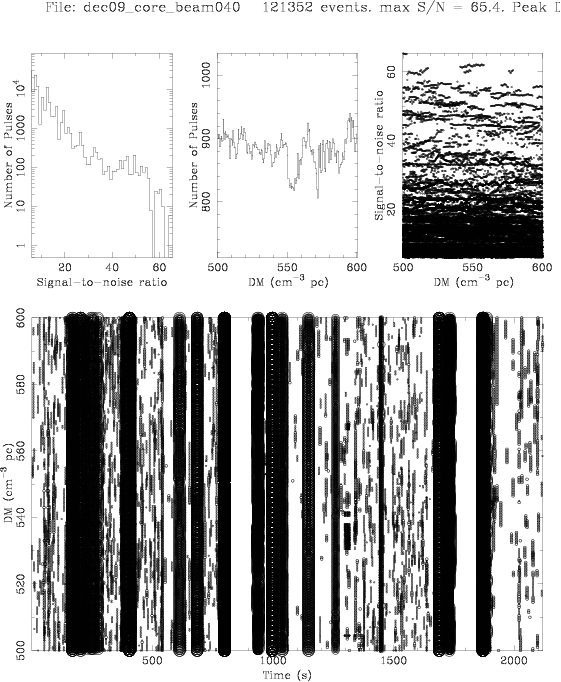 File: dec09_core_beam040 121352 events. max S/N = 65.4. Peak D
Number of Pulses
1 10 100 1000 10⁴
20 40 60
Signal-to-noise ratio
Number of Pulses
800 900 1000
500 550 600
DM (cm⁻³ pc)
Signal-to-noise ratio
20 40 60
500 550 600
DM (cm⁻³ pc)
DM (cm⁻³ pc)
500 520 540 560 580 600
500 1000 1500 2000
Time (s)